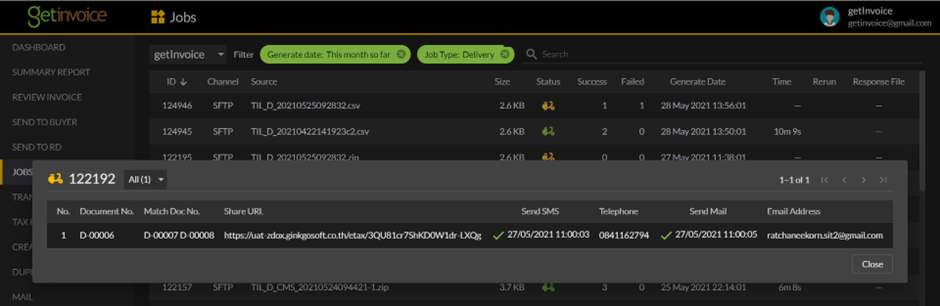 getinvoice
Jobs
getInvoice
getinvoice@gmail.com
DASHBOARD
SUMMARY REPORT
REVIEW INVOICE
SEND TO BUYER
SEND TO RD
JOBS
TRAN
TAX
CREA
DUPL
MAIL
getInvoice Filter Generate date: This month so far Job Type: Delivery Search
ID Channel Source Size Status Success Failed Generate Date Time Rerun Response File
124946 SFTP TIL_D_20210525092832.csv 2.6 KB 1 1 28 May 2021 13:56:01 — —
124945 SFTP TIL_D_20210422141923c2.csv 2.6 KB 2 0 28 May 2021 13:50:01 10m 9s —
122195 SFTP TIL_D_20210525092832.zip 2.6 KB 0 0 27 May 2021 11:38:01 — —
122192 All (1) 1–1 of 1
No. Document No. Match Doc No. Share URL Send SMS Telephone Send Mail Email Address
1 D-00006 D-00007 D-00008 https://uat-zdox.ginkgosoft.co.th/etax/3QU81cr7ShKD0W1dr-LXQg 27/05/2021 11:00:03 0841162794 27/05/2021 11:00:05 ratchaneekorn.sit2@gmail.com
Close
122157 SFTP TIL_D_CMS_20210524094421-1.zip 3.7 KB 3 0 25 May 2021 22:14:01 6m 8s —